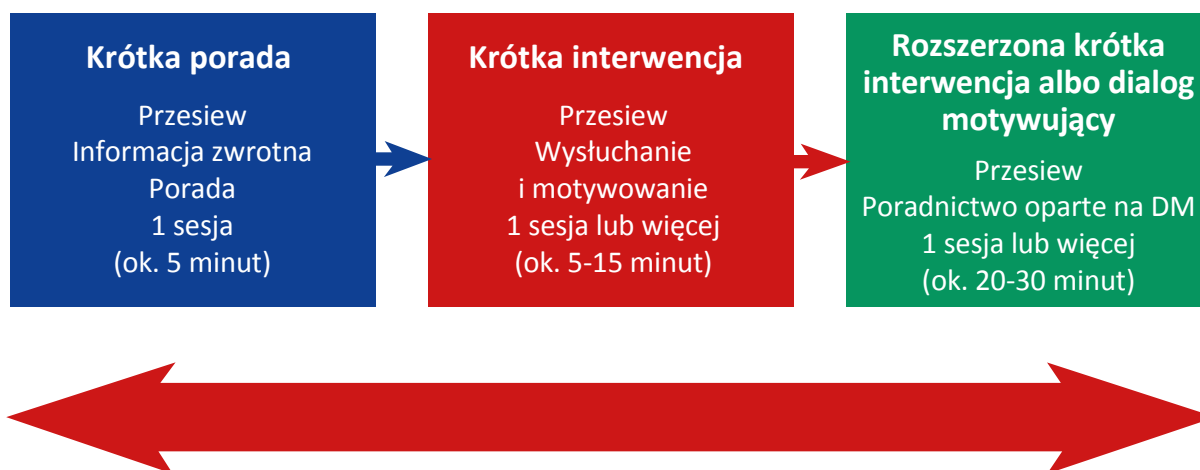 Krótka porada
Przesiew
Informacja zwrotna
Porada
1 sesja
(ok. 5 minut)
Krótka interwencja
Przesiew
Wysłuchanie
i motywowanie
1 sesja lub więcej
(ok. 5-15 minut)
Rozszerzona krótka
interwencja albo dialog
motywujący
Przesiew
Poradnictwo oparte na DM
1 sesja lub więcej
(ok. 20-30 minut)